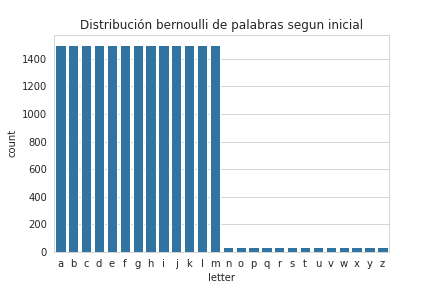 Distribución bernoulli de palabras segun inicial
1400
1200
1000
800
600
400
200
0
count
a b c d e f g h i j k l m n o p q r s t u v w x y z
letter